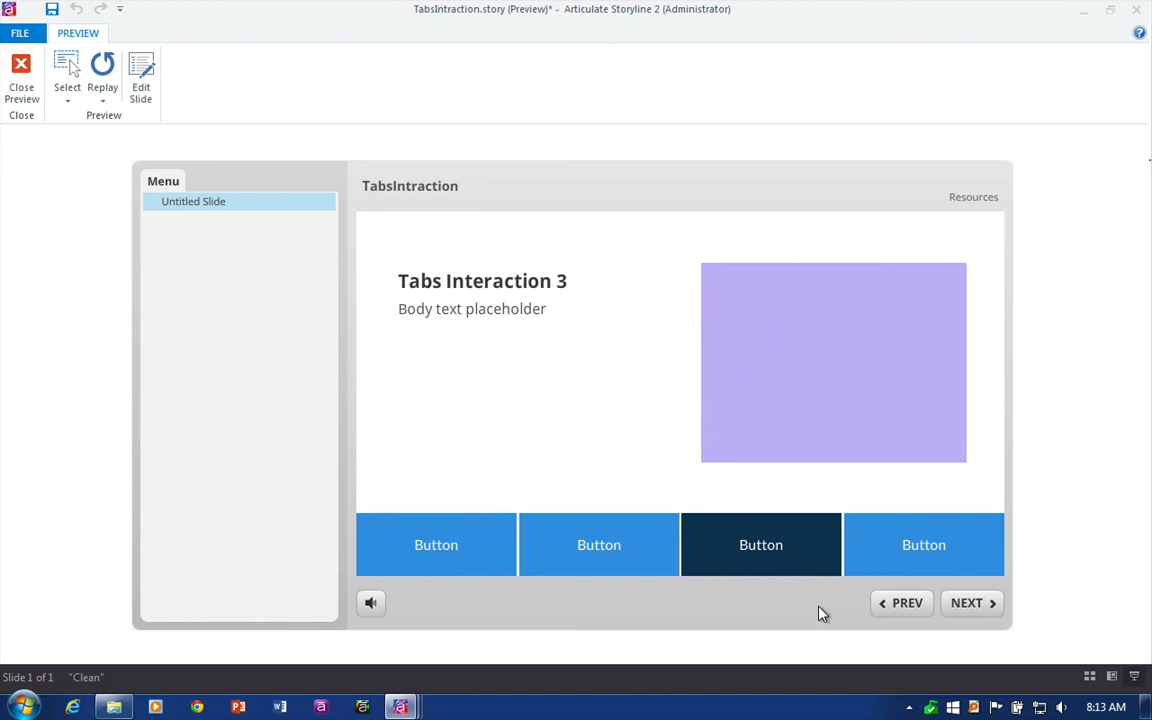 TabsIntraction.story (Preview)* - Articulate Storyline 2 (Administrator)
FILE
PREVIEW
Close Preview
Select
Replay
Edit Slide
Close
Preview
Menu
Untitled Slide
TabsIntraction
Resources
Tabs Interaction 3
Body text placeholder
Button
Button
Button
Button
PREV
NEXT
Slide 1 of 1
"Clean"
8:13 AM